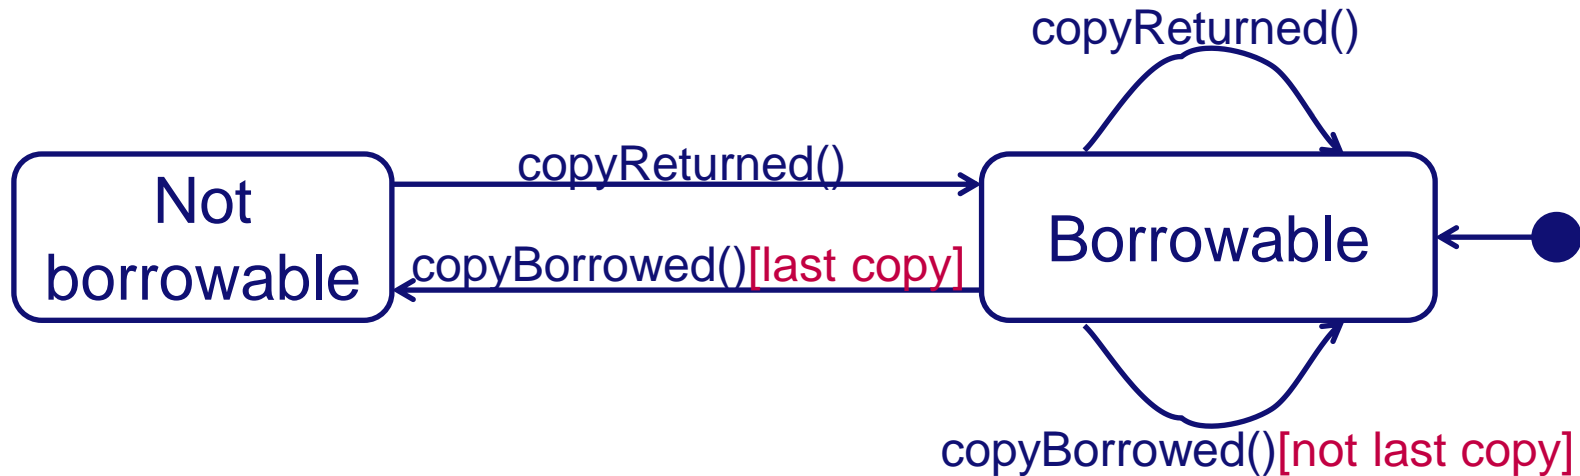 copyReturned()
copyReturned()
Not
borrowable
copyBorrowed()[last copy]
Borrowable
copyBorrowed()[not last copy]